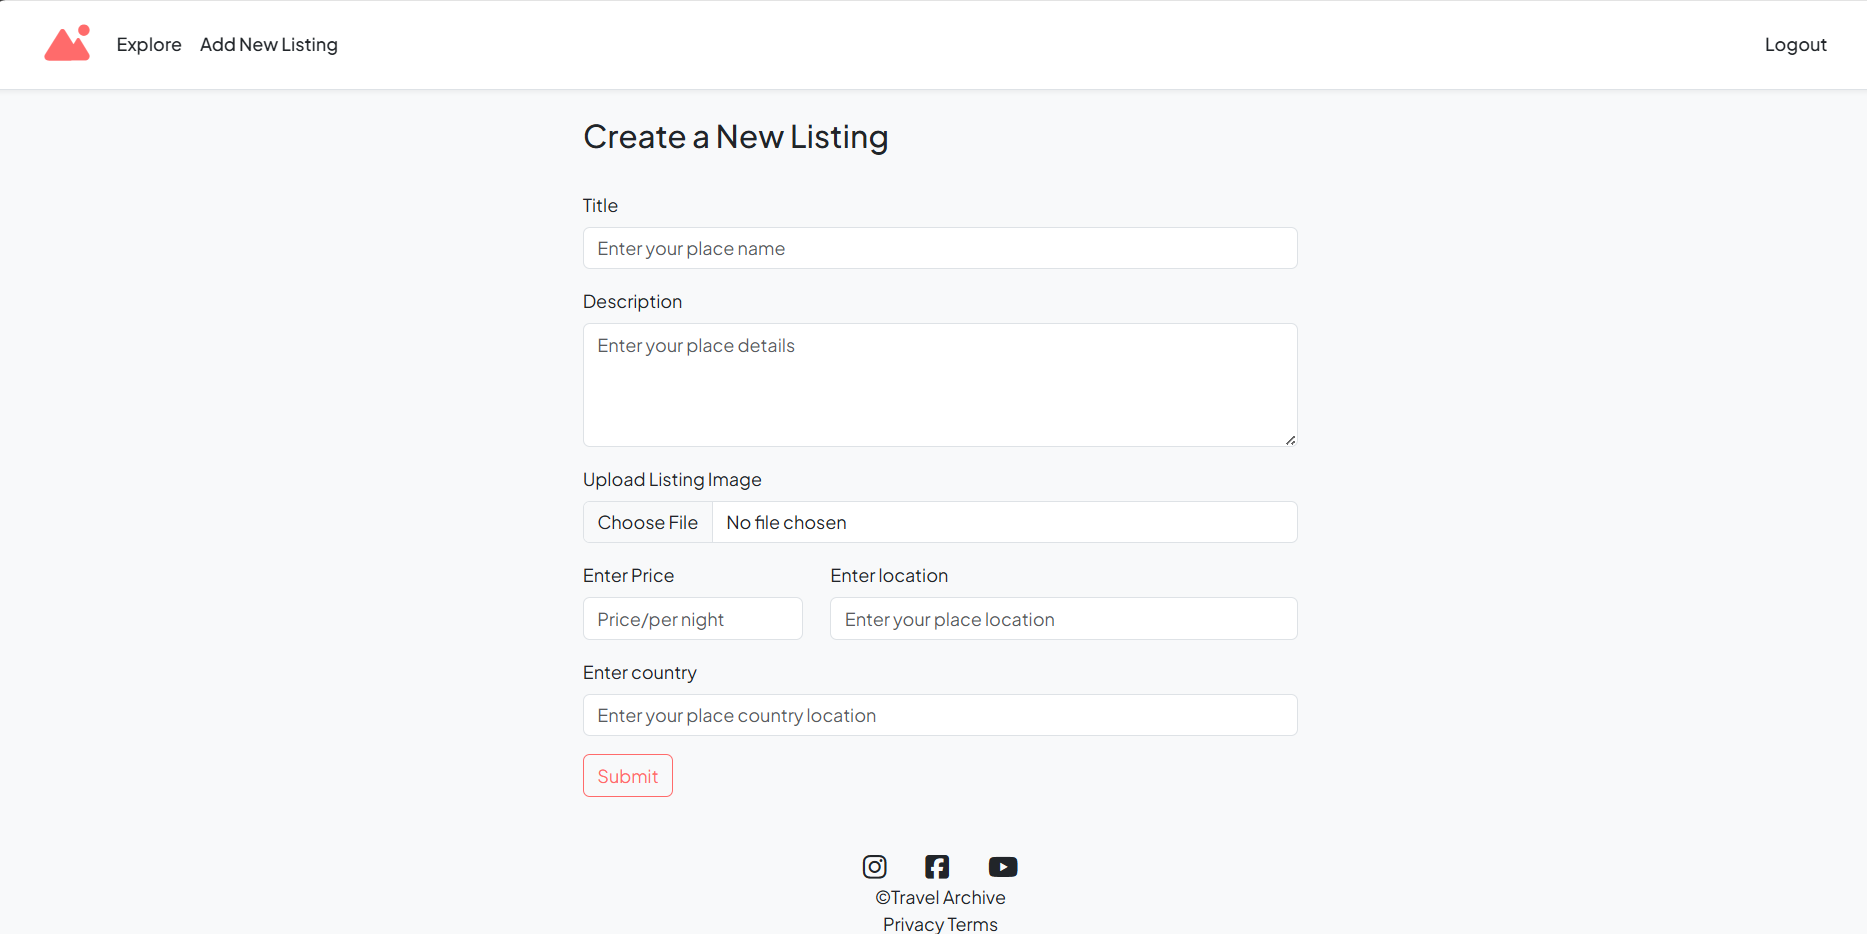 Explore Add New Listing Logout
Create a New Listing
Title
Enter your place name
Description
Enter your place details
Upload Listing Image
Choose File No file chosen
Enter Price Enter location
Price/per night Enter your place location
Enter country
Enter your place country location
Submit
©Travel Archive
Privacy Terms